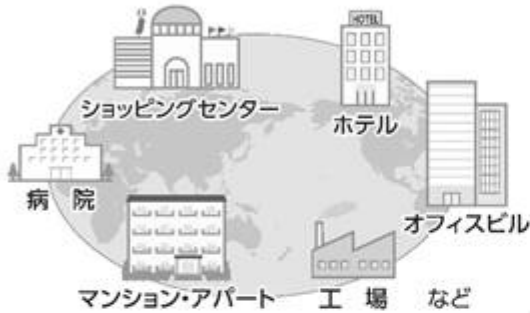 HOTEL
ショッピングセンター
ホテル
病院
オフィスビル
マンション・アパート
工場
など